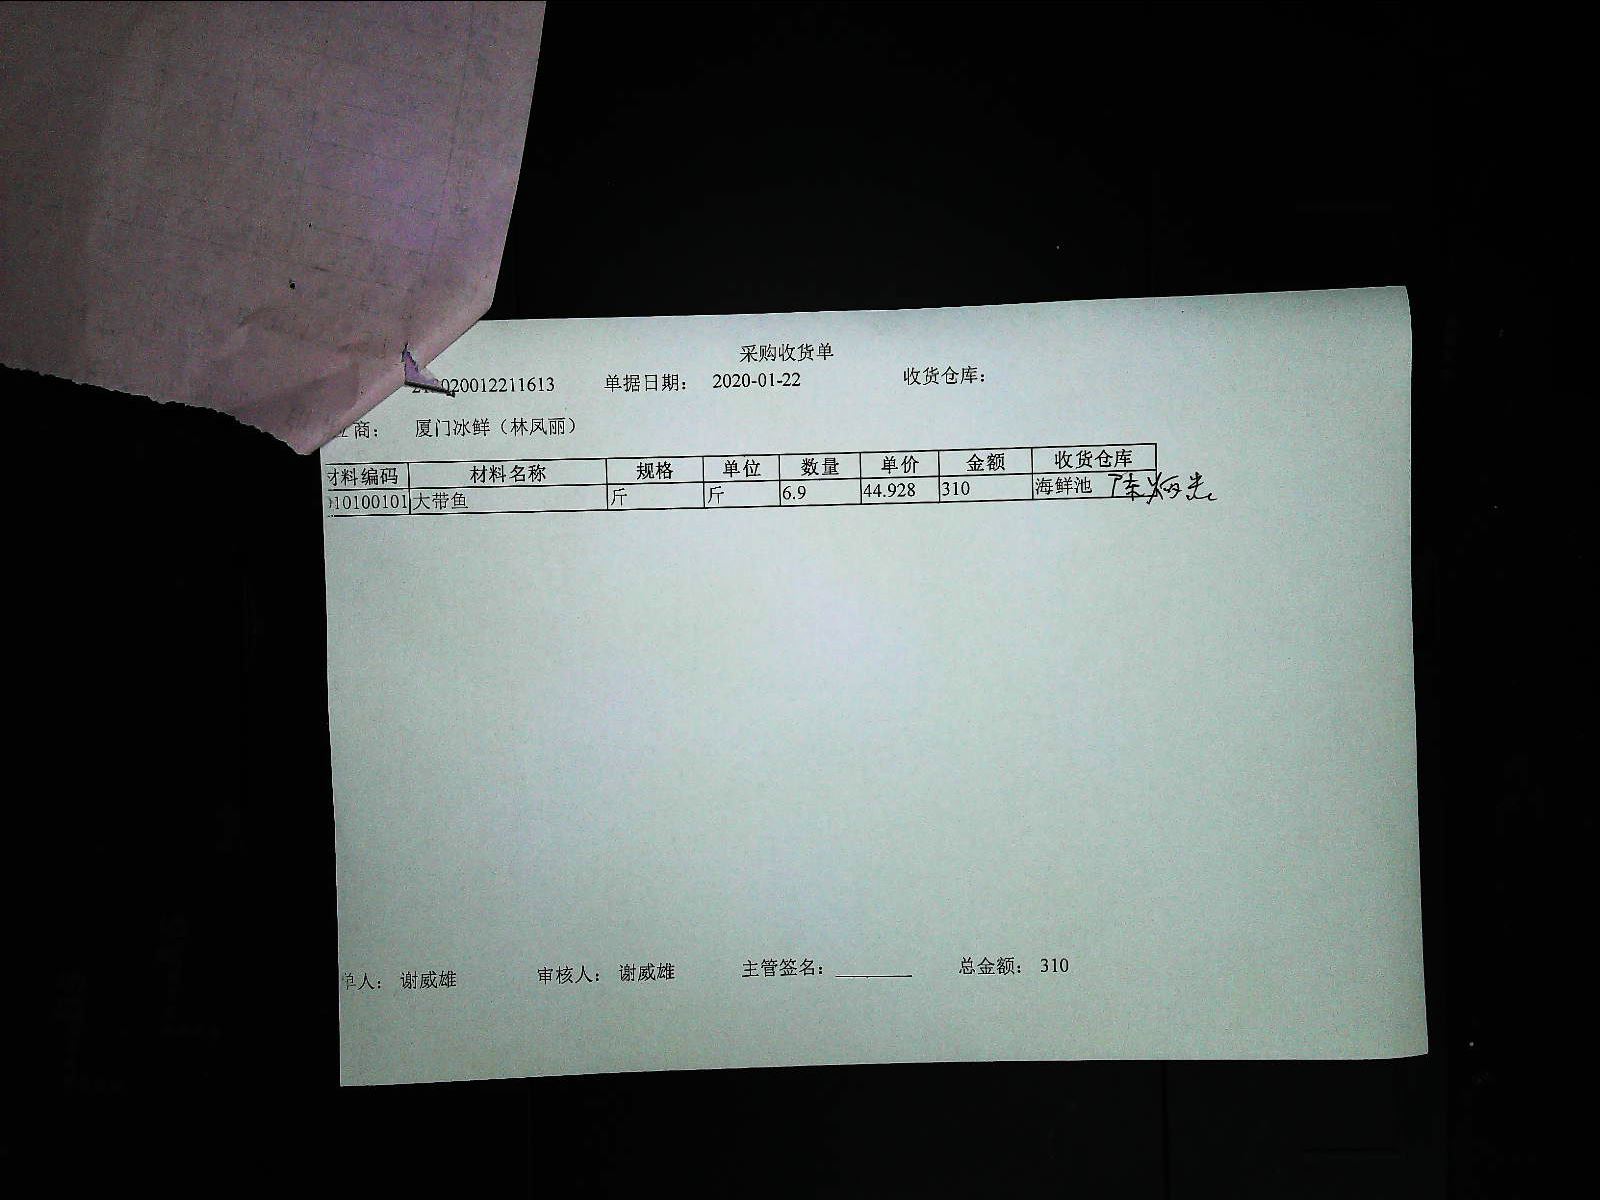 采购收货单
20012211613 单据日期： 2020-01-22 收货仓库：
商： 厦门冰鲜（林凤丽）
材料编码 材料名称 规格 单位 数量 单价 金额 收货仓库
10100101 大带鱼 斤 斤 6.9 44.928 310 海鲜池 陈炳光
单人： 谢威雄 审核人： 谢威雄 主管签名： 总金额： 310